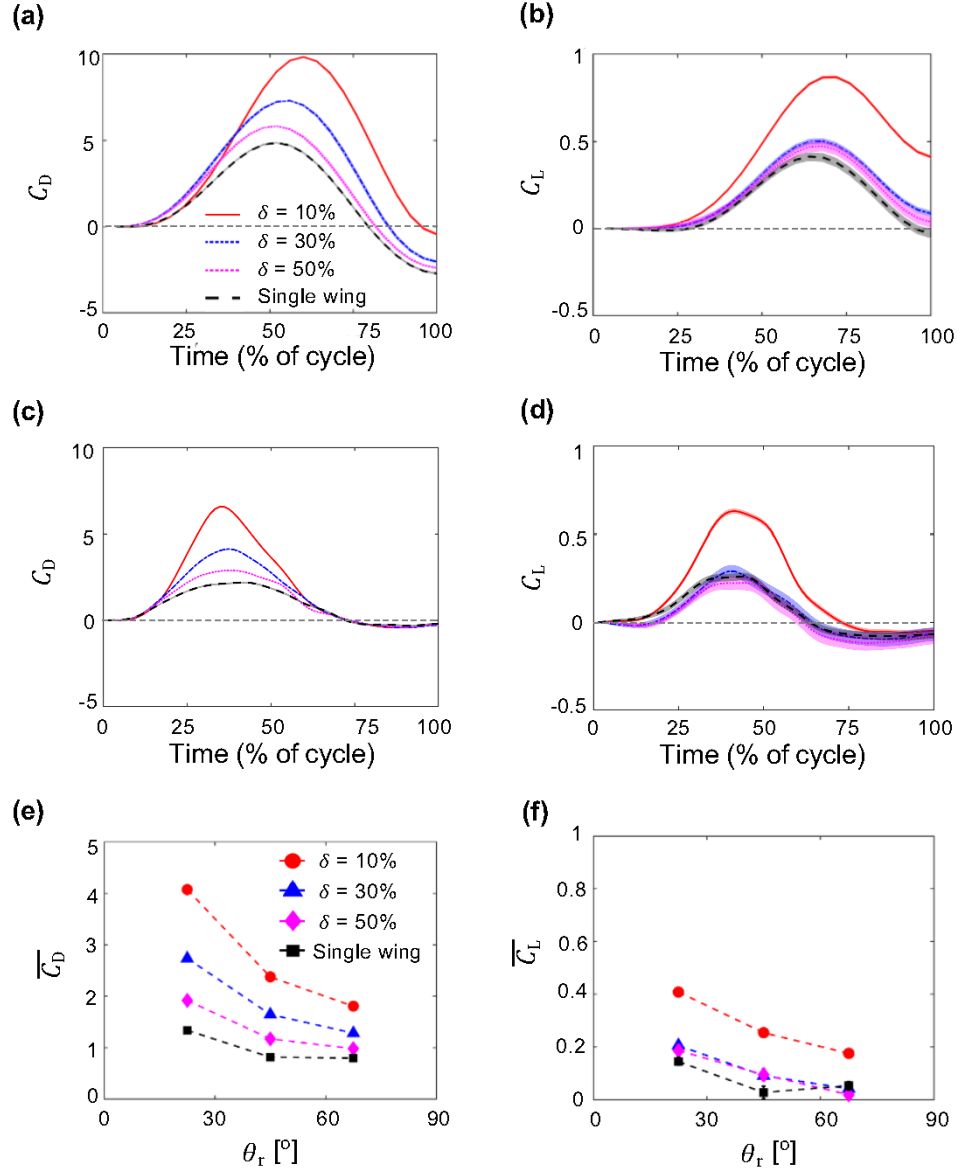 (a)
10
5
0
-5
C_D
δ = 10%
δ = 30%
δ = 50%
Single wing
0 25 50 75 100
Time (% of cycle)
(b)
1
0.5
0
-0.5
C_L
0 25 50 75 100
Time (% of cycle)
(c)
10
5
0
-5
C_D
0 25 50 75 100
Time (% of cycle)
(d)
1
0.5
0
-0.5
C_L
0 25 50 75 100
Time (% of cycle)
(e)
5
4
3
2
1
0
C̅_D
δ = 10%
δ = 30%
δ = 50%
Single wing
0 30 60 90
θ_r [º]
(f)
1
0.8
0.6
0.4
0.2
0
C̅_L
0 30 60 90
θ_r [º]